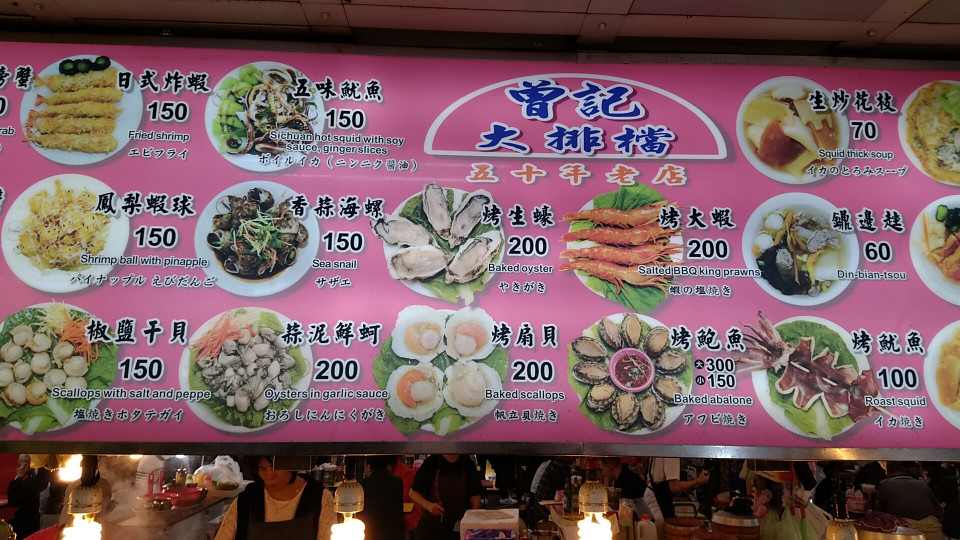 螃蟹
日式炸蝦
150
Fried shrimp
エビフライ
五味魷魚
150
Sichuan hot squid with soy
sauce, ginger slices
ボイルイカ（ニンニク醤油）
曾記
大排檔
五十年老店
生炒花枝
70
Squid thick soup
イカのとろみスープ
鳳梨蝦球
150
Shrimp ball with pinapple
パイナップル えびだんご
香蒜海螺
150
Sea snail
サザエ
烤生蠔
200
Baked oyster
やきがき
烤大蝦
200
Salted BBQ king prawns
蝦の塩焼き
鼎邊趖
60
Din-bian-tsou
椒鹽干貝
150
Scallops with salt and peppe
塩焼きホタテガイ
蒜泥鮮蚵
200
Oysters in garlic sauce
おろしにんにくがき
烤扇貝
200
Baked scallops
帆立貝焼き
烤鮑魚
大300
小150
Baked abalone
アワビ焼き
烤魷魚
100
Roast squid
イカ焼き